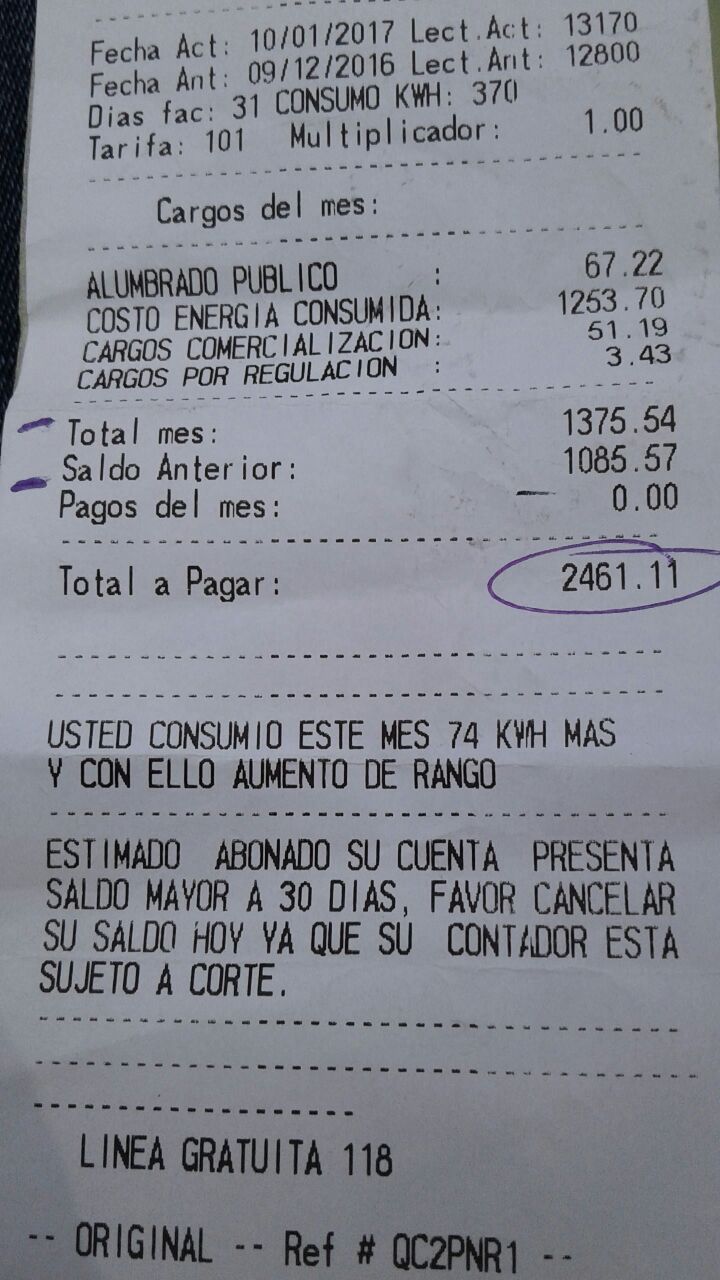 Fecha Act: 10/01/2017 Lect.Act: 13170
Fecha Ant: 09/12/2016 Lect.Ant: 12800
Dias fac: 31 CONSUMO KWH: 370
Tarifa: 101 Multiplicador: 1.00
Cargos del mes:
ALUMBRADO PUBLICO : 67.22
COSTO ENERGIA CONSUMIDA: 1253.70
CARGOS COMERCIALIZACION: 51.19
CARGOS POR REGULACION : 3.43
Total mes: 1375.54
Saldo Anterior: 1085.57
Pagos del mes: 0.00
Total a Pagar: 2461.11
USTED CONSUMIO ESTE MES 74 KWH MAS
Y CON ELLO AUMENTO DE RANGO
ESTIMADO ABONADO SU CUENTA PRESENTA
SALDO MAYOR A 30 DIAS, FAVOR CANCELAR
SU SALDO HOY YA QUE SU CONTADOR ESTA
SUJETO A CORTE.
LINEA GRATUITA 118
-- ORIGINAL -- Ref # QC2PNR1 --